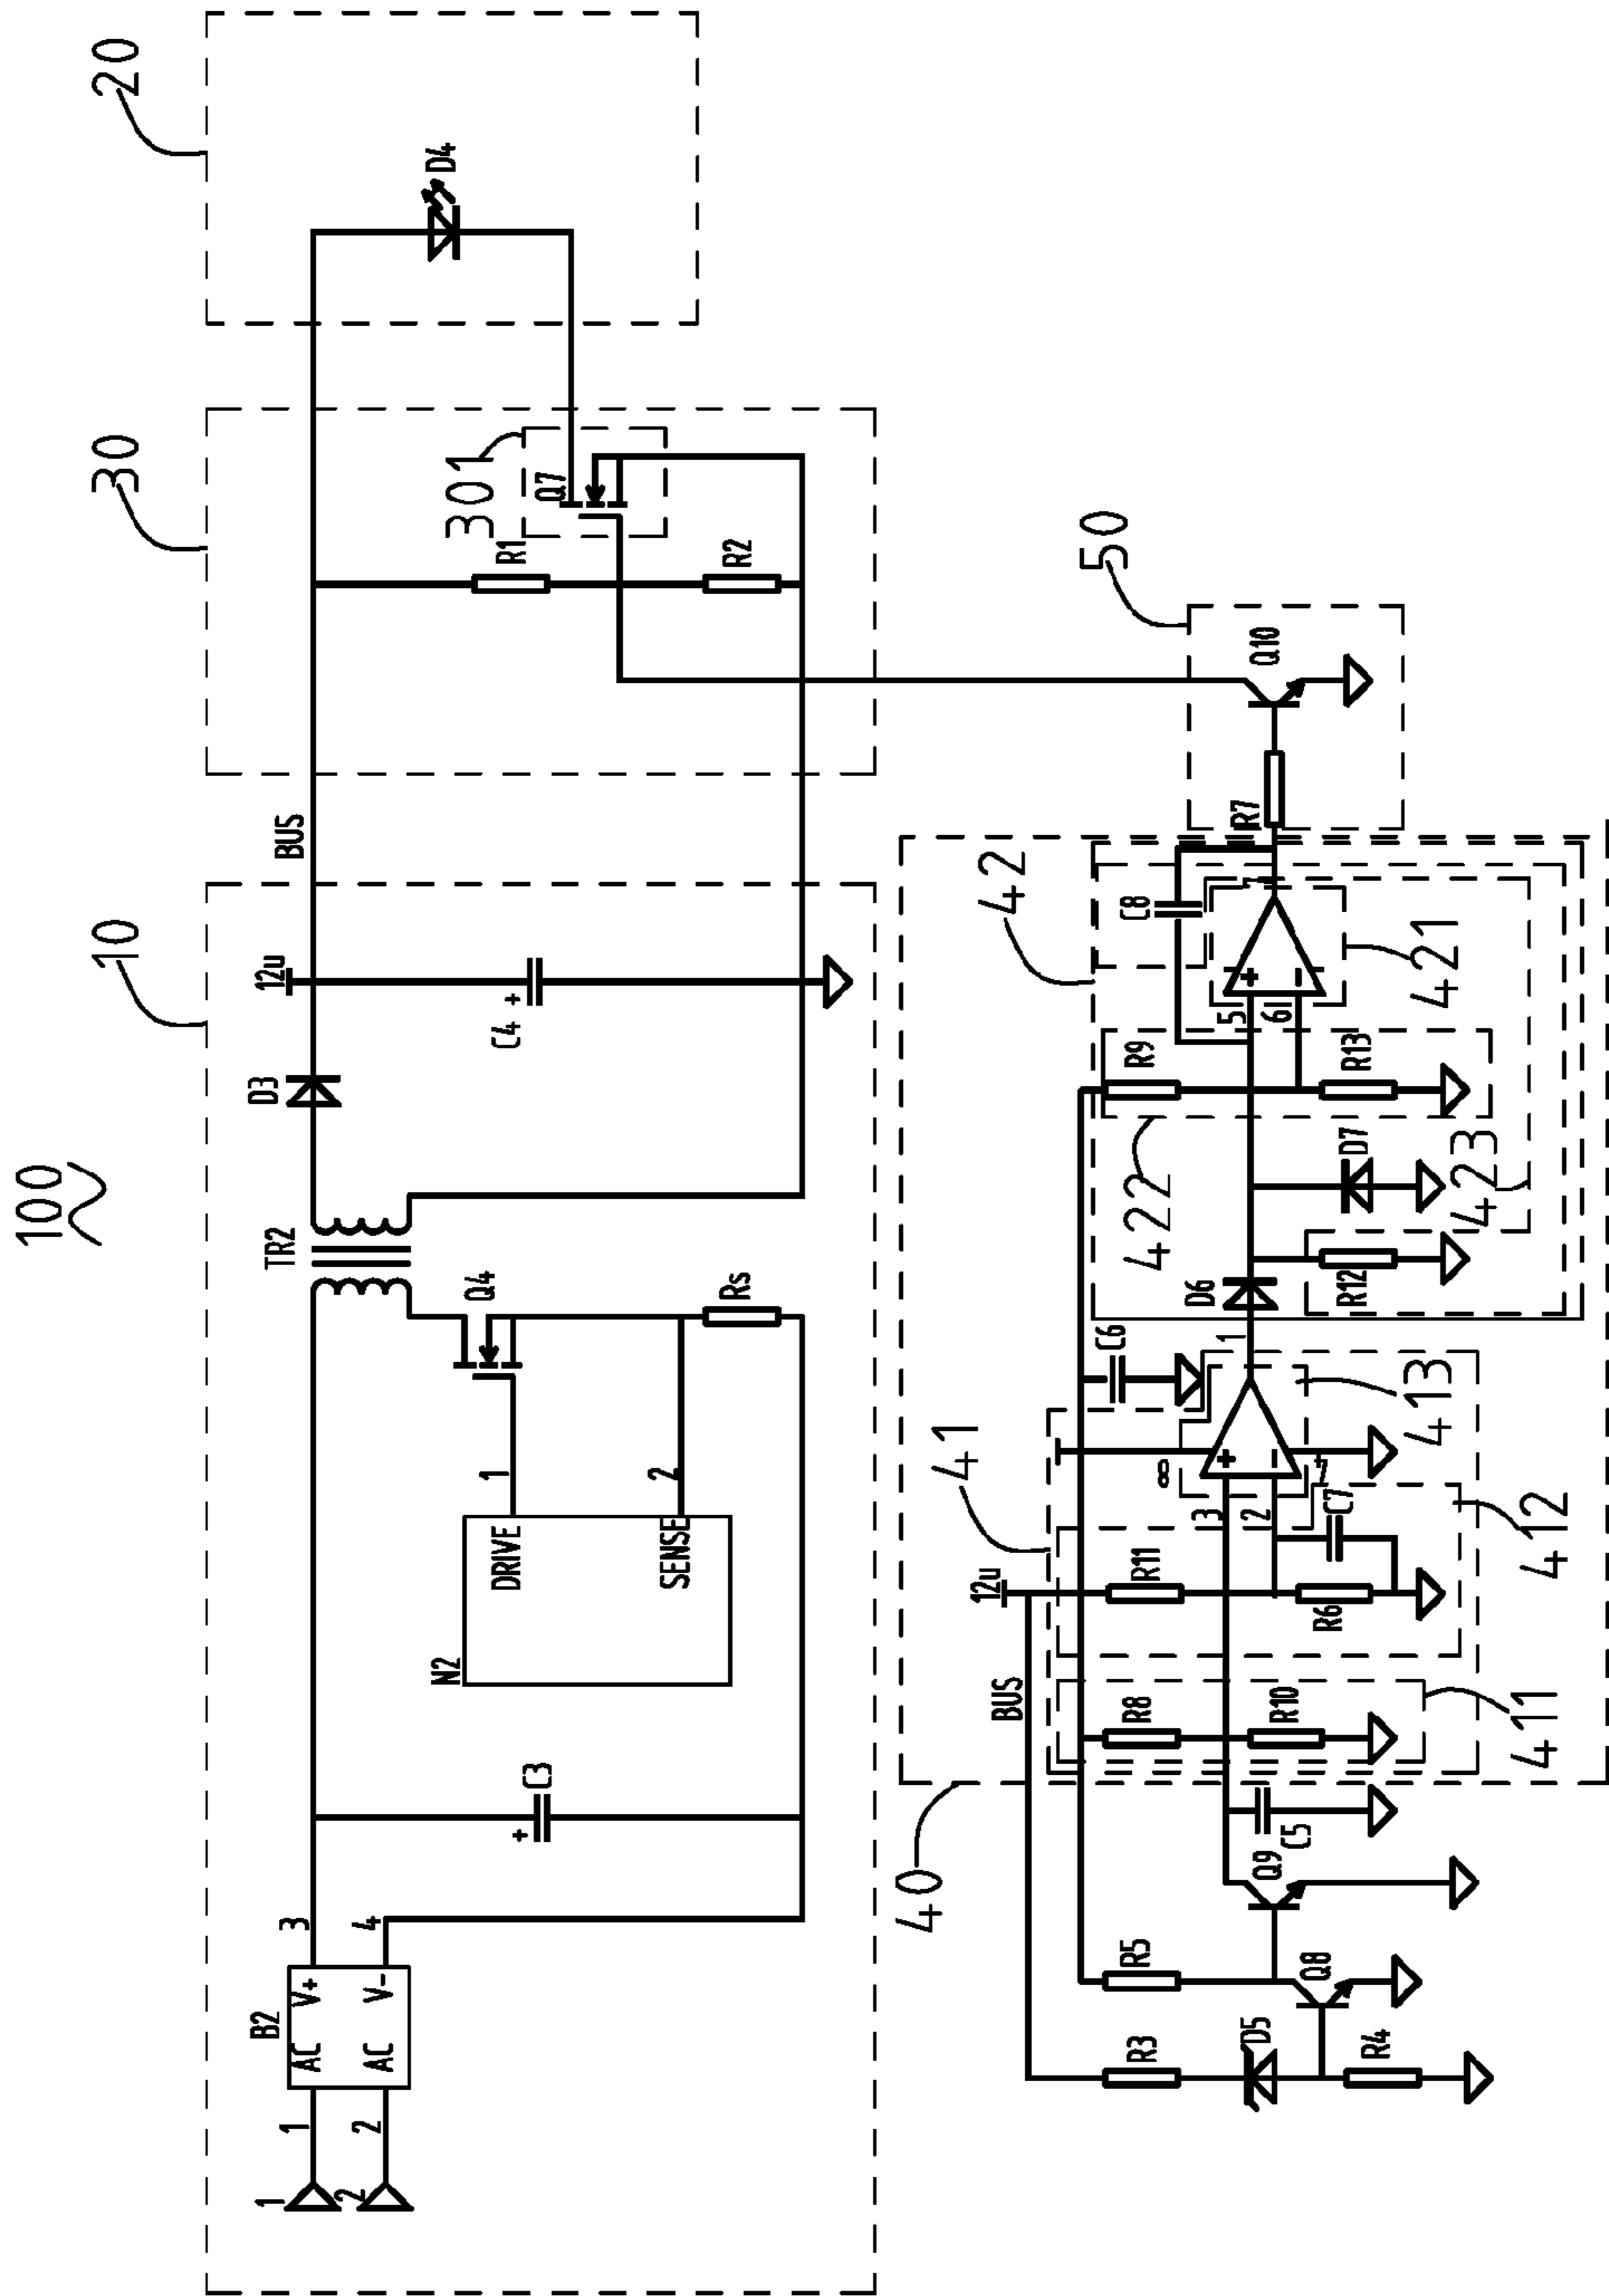 100
10
30
20
12u
BUS
B2
AC V+
AC V-
1
2
1
2
3
4
C3
N2
DRIVE
SENSE
1
2
Q4
Rs
TR2
D3
C4 +
+
R1
R2
301
Q7
D4
40
41
42
50
BUS
12u
R3
D5
R4
R5
Q8
Q9
C5
R8
R10
411
R11
R6
C7
412
3
2
8
4
1
413
C6
D6
R12
D7
423
422
R9
R13
5
6
7
C8
421
R7
Q10